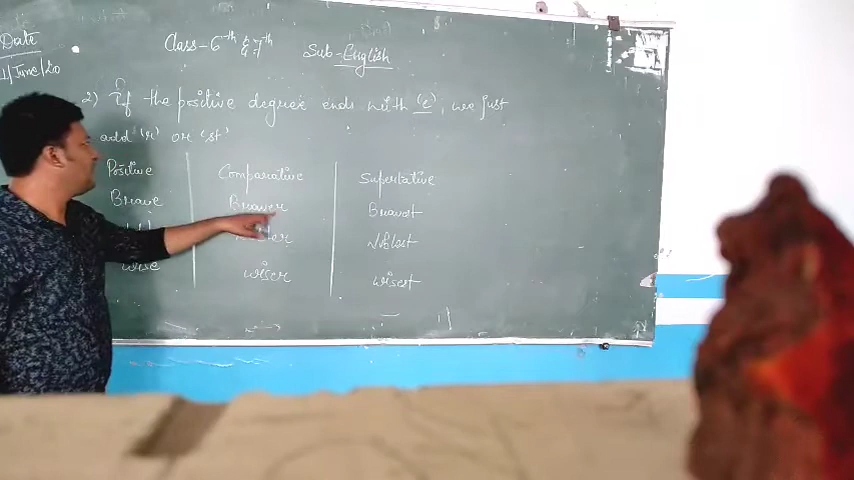 Date
Class-6th & 7th Sub-English
1/June/20
2) If the positive degree ends with (e), we just
add 'r' or 'st'
Positive Comparative Superlative
Brave Braver Bravest
Noblest
wise wiser wisest